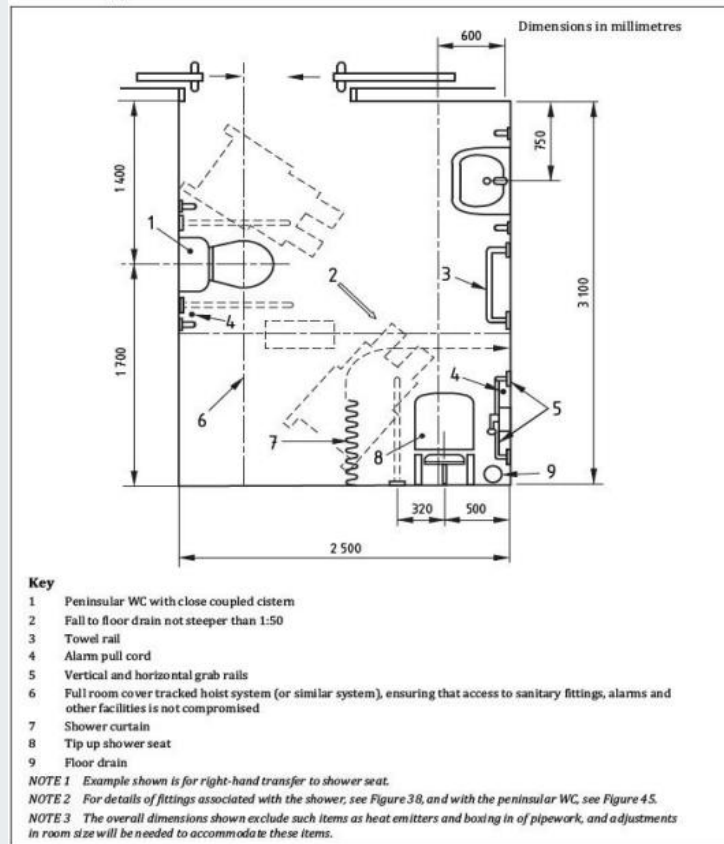 Dimensions in millimetres
600
750
1 400
1
2
3
3 100
4
1 700
4
5
6
7
8
9
320
500
2 500
Key
1 Peninsular WC with close coupled cistern
2 Fall to floor drain not steeper than 1:50
3 Towel rail
4 Alarm pull cord
5 Vertical and horizontal grab rails
6 Full room cover tracked hoist system (or similar system), ensuring that access to sanitary fittings, alarms and
other facilities is not compromised
7 Shower curtain
8 Tip up shower seat
9 Floor drain
NOTE 1 Example shown is for right-hand transfer to shower seat.
NOTE 2 For details of fittings associated with the shower, see Figure 38, and with the peninsular WC, see Figure 45.
NOTE 3 The overall dimensions shown exclude such items as heat emitters and boxing in of pipework, and adjustments
in room size will be needed to accommodate these items.